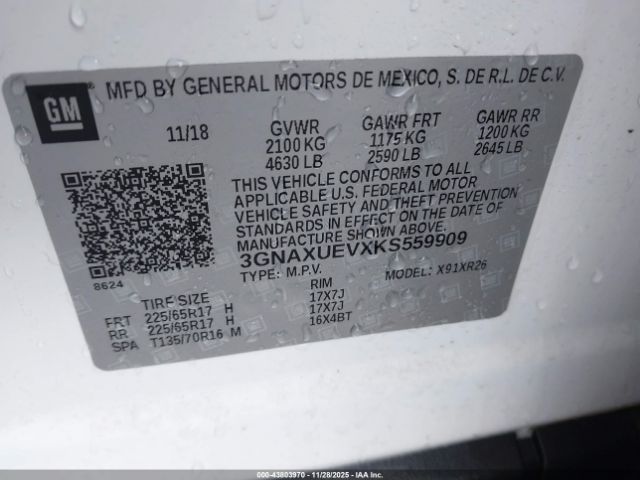 GM
MFD BY GENERAL MOTORS DE MEXICO, S. DE R.L. DE C.V.
11/18 GVWR GAWR FRT GAWR RR
2100 KG 1175 KG 1200 KG
4630 LB 2590 LB 2645 LB
THIS VEHICLE CONFORMS TO ALL
APPLICABLE U.S. FEDERAL MOTOR
VEHICLE SAFETY AND THEFT PREVENTION
STANDARDS IN EFFECT ON THE DATE OF
MANUFACTURE SHOWN ABOVE.
3GNAXUEVXKS559909
8624 TYPE: M.P.V. MODEL: X91XR26
TIRE SIZE RIM
FRT 225/65R17 H 17X7J
RR 225/65R17 H 17X7J
SPA T135/70R16 M 16X4BT
000-43803970 | 11/28/2025 - IAA Inc.